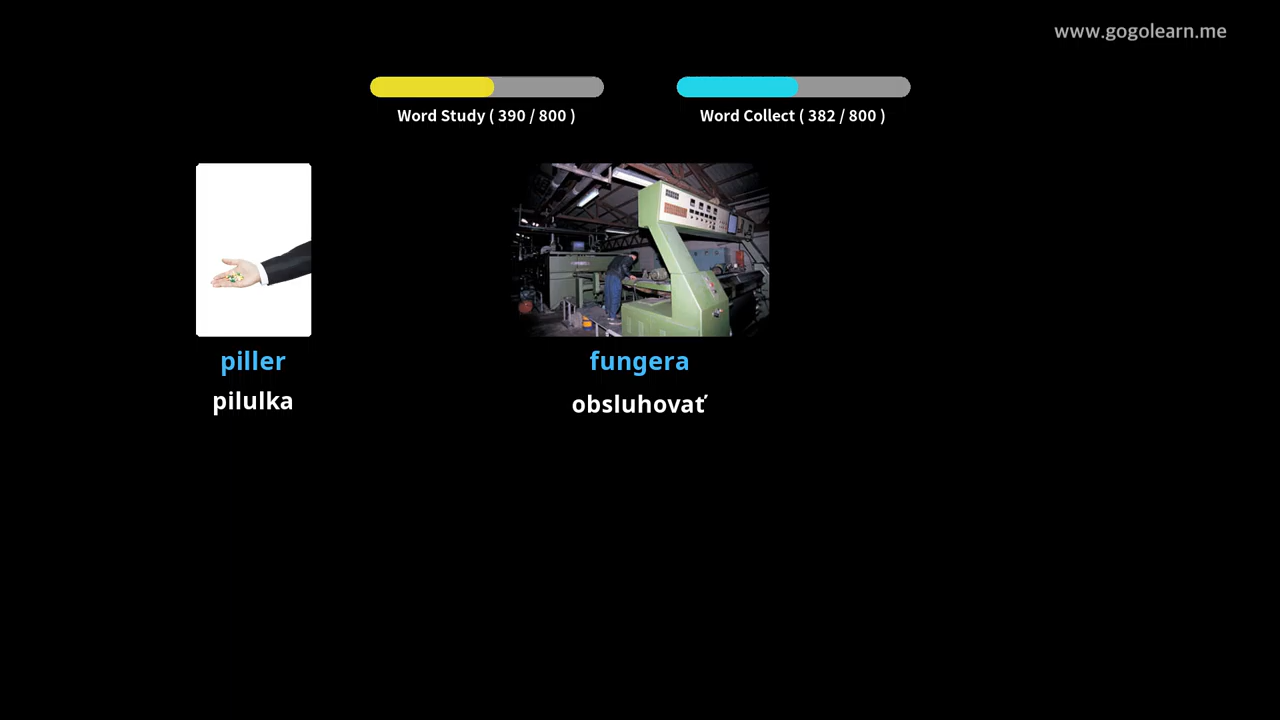 www.gogolearn.me
Word Study ( 390 / 800 )
Word Collect ( 382 / 800 )
piller
pilulka
fungera
obsluhovať